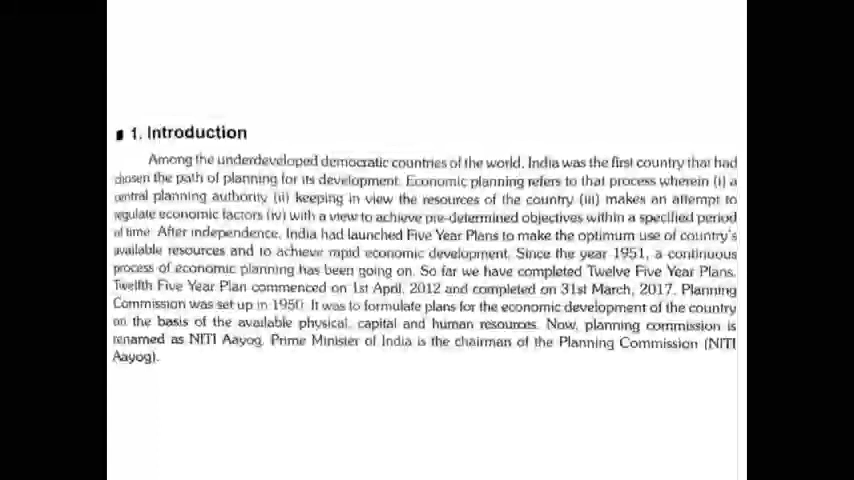 1. Introduction
Among the underdeveloped democratic countries of the world, India was the first country that had
chosen the path of planning for its development. Economic planning refers to that process wherein (i) a
central planning authority (ii) keeping in view the resources of the country (iii) makes an attempt to
regulate economic factors (iv) with a view to achieve pre-determined objectives within a specified period
of time. After independence, India had launched Five Year Plans to make the optimum use of country's
available resources and to achieve rapid economic development. Since the year 1951, a continuous
process of economic planning has been going on. So far we have completed Twelve Five Year Plans.
Twelfth Five Year Plan commenced on 1st April, 2012 and completed on 31st March, 2017. Planning
Commission was set up in 1950. It was to formulate plans for the economic development of the country
on the basis of the available physical, capital and human resources. Now, planning commission is
renamed as NITI Aayog. Prime Minister of India is the chairman of the Planning Commission (NITI
Aayog).